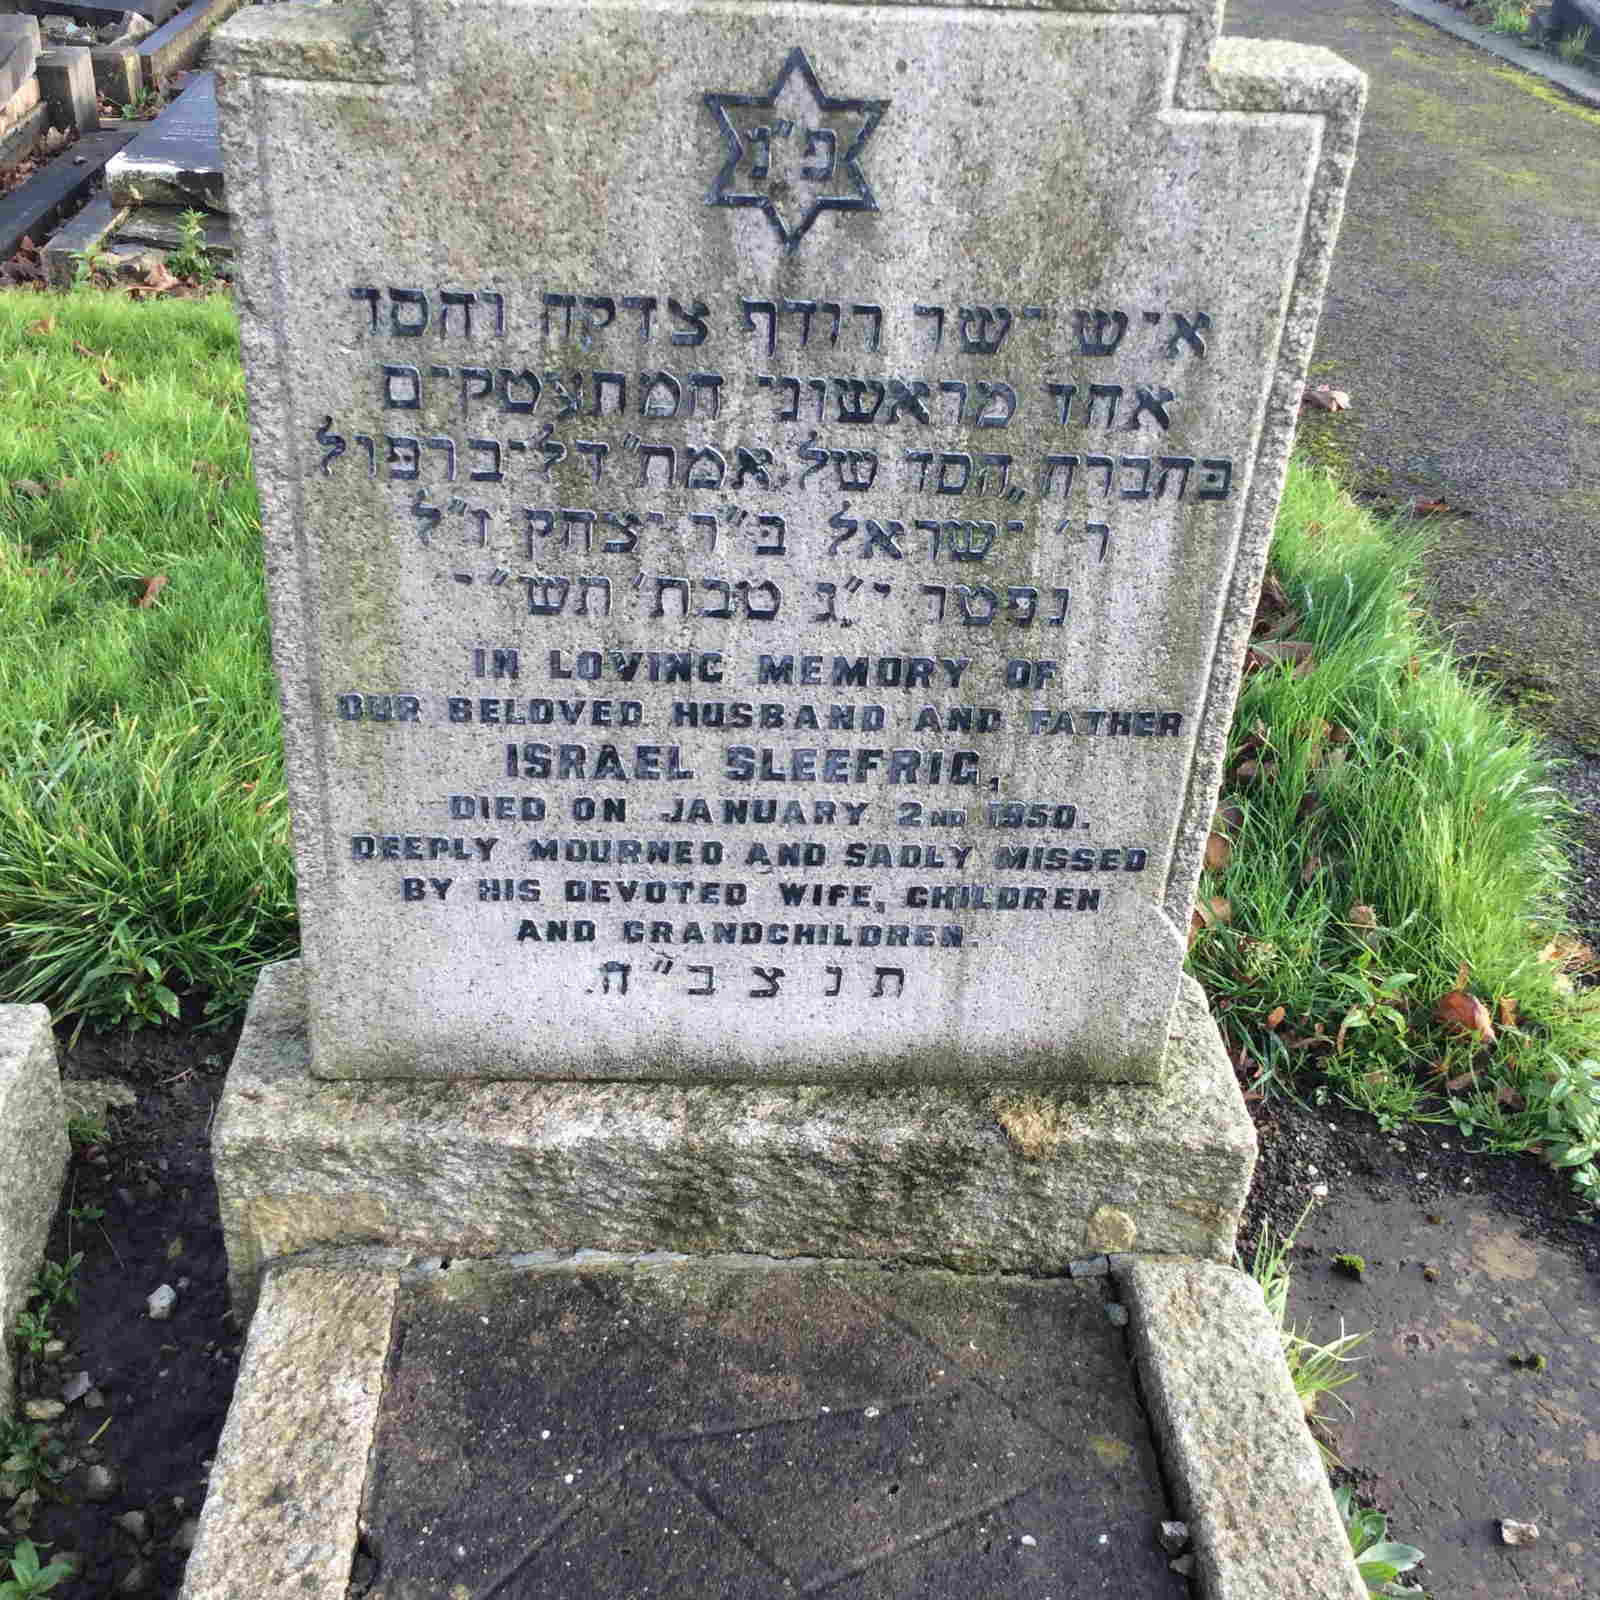 פ"נ
איש ישר רודף צדקה וחסד
אחד מראשוני המתעסקים
בחברה „חסד של אמת" דליברפול
ר' ישראל ב"ר יצחק ז"ל
נפטר י"ג טבת' תש"י
IN LOVING MEMORY OF
OUR BELOVED HUSBAND AND FATHER
ISRAEL SLEEFRIG,
DIED ON JANUARY 2ND 1950.
DEEPLY MOURNED AND SADLY MISSED
BY HIS DEVOTED WIFE, CHILDREN
AND GRANDCHILDREN.
ת נ צ ב "ה.